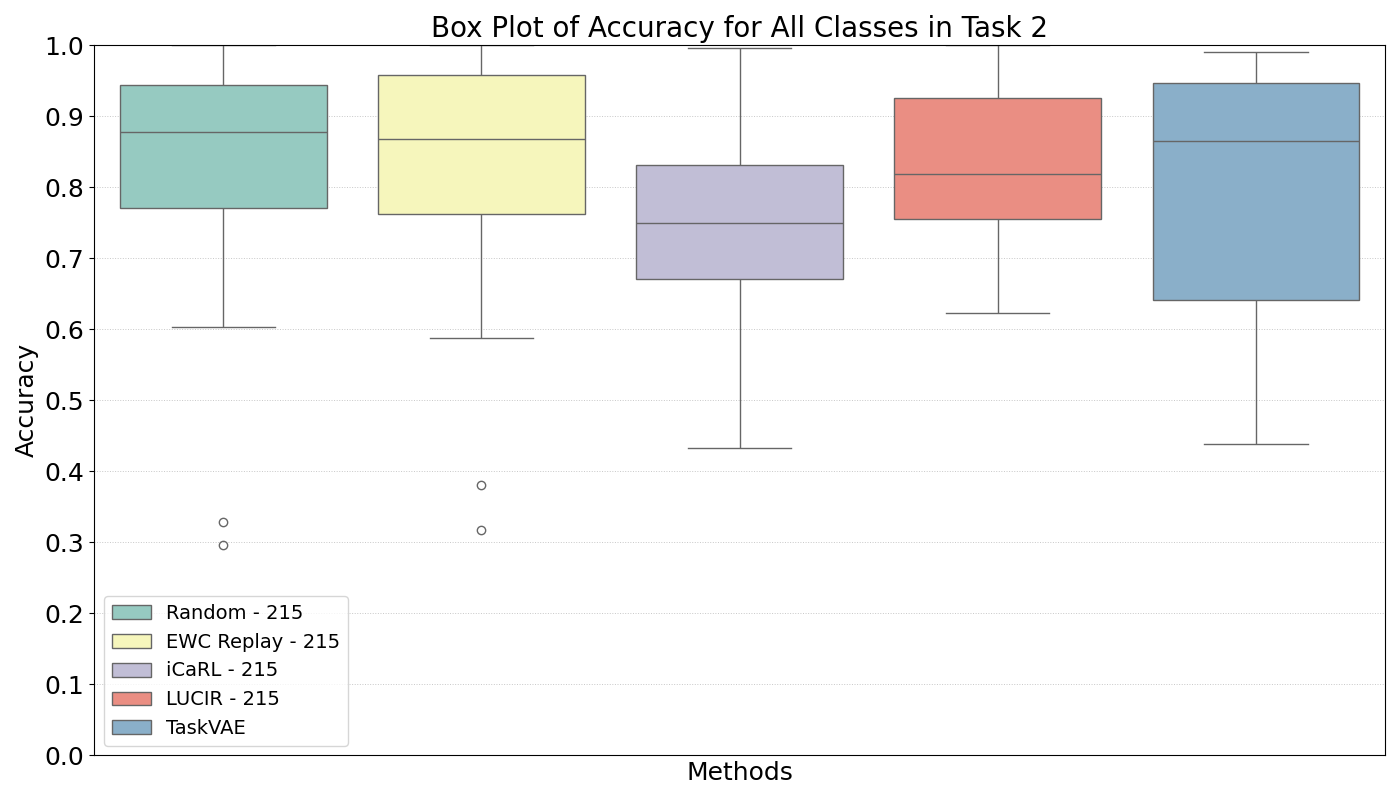 Box Plot of Accuracy for All Classes in Task 2
1.0
0.9
0.8
0.7
0.6
0.5
0.4
0.3
0.2
0.1
0.0
Accuracy
Random - 215
EWC Replay - 215
iCaRL - 215
LUCIR - 215
TaskVAE
Methods